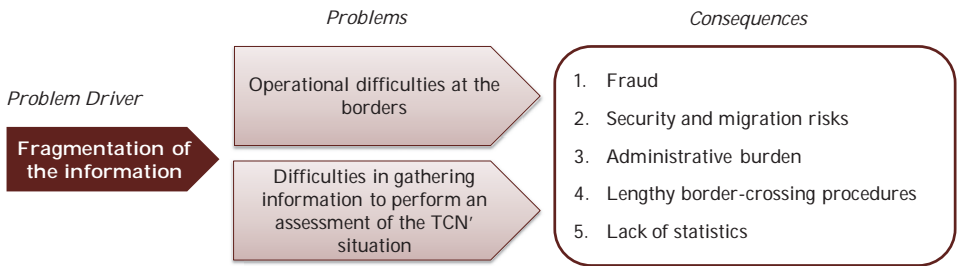 Problem Driver
Fragmentation of
the information
Problems
Operational difficulties at the
borders
Difficulties in gathering
information to perform an
assessment of the TCN'
situation
Consequences
1. Fraud
2. Security and migration risks
3. Administrative burden
4. Lengthy border-crossing procedures
5. Lack of statistics